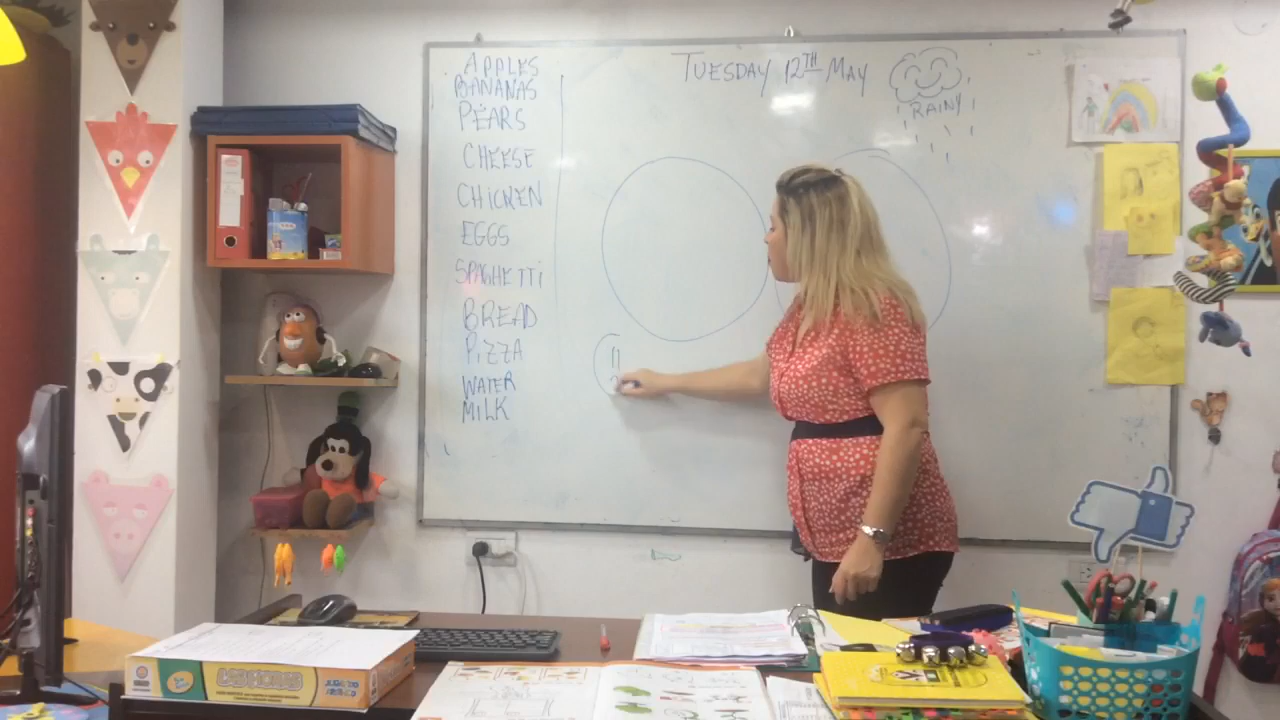 APPLES
BANANAS
PEARS
CHEESE
CHICKEN
EGGS
SPAGHETTI
BREAD
PIZZA
WATER
MILK
TUESDAY 12TH MAY
RAINY